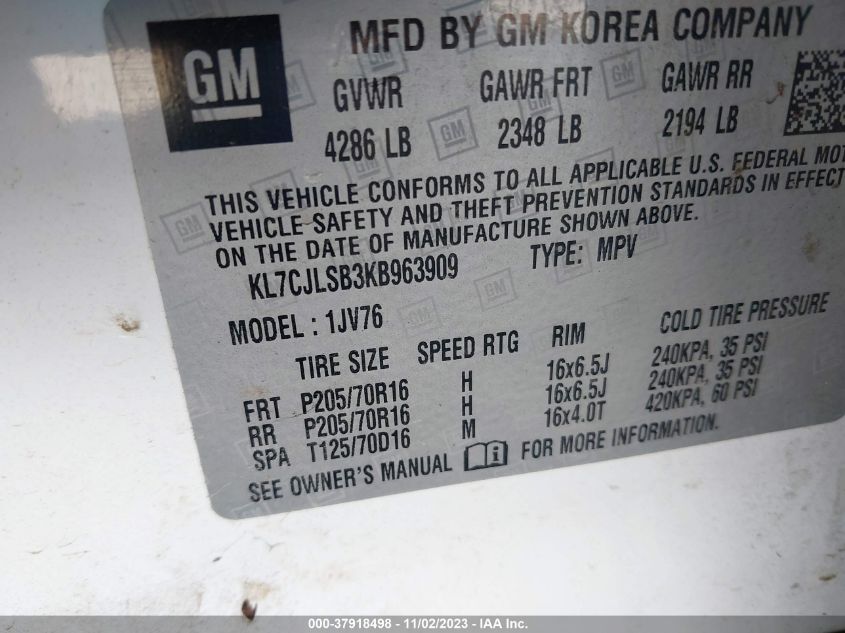 GM
MFD BY GM KOREA COMPANY
GVWR GAWR FRT GAWR RR
4286 LB 2348 LB 2194 LB
THIS VEHICLE CONFORMS TO ALL APPLICABLE U.S. FEDERAL MOT
VEHICLE SAFETY AND THEFT PREVENTION STANDARDS IN EFFECT
ON THE DATE OF MANUFACTURE SHOWN ABOVE.
KL7CJLSB3KB963909 TYPE: MPV
MODEL : 1JV76
TIRE SIZE SPEED RTG RIM COLD TIRE PRESSURE
FRT P205/70R16 H 16x6.5J 240KPA, 35 PSI
RR P205/70R16 H 16x6.5J 240KPA, 35 PSI
SPA T125/70D16 M 16x4.0T 420KPA, 60 PSI
SEE OWNER'S MANUAL i FOR MORE INFORMATION.
000-37918498 - 11/02/2023 - IAA Inc.